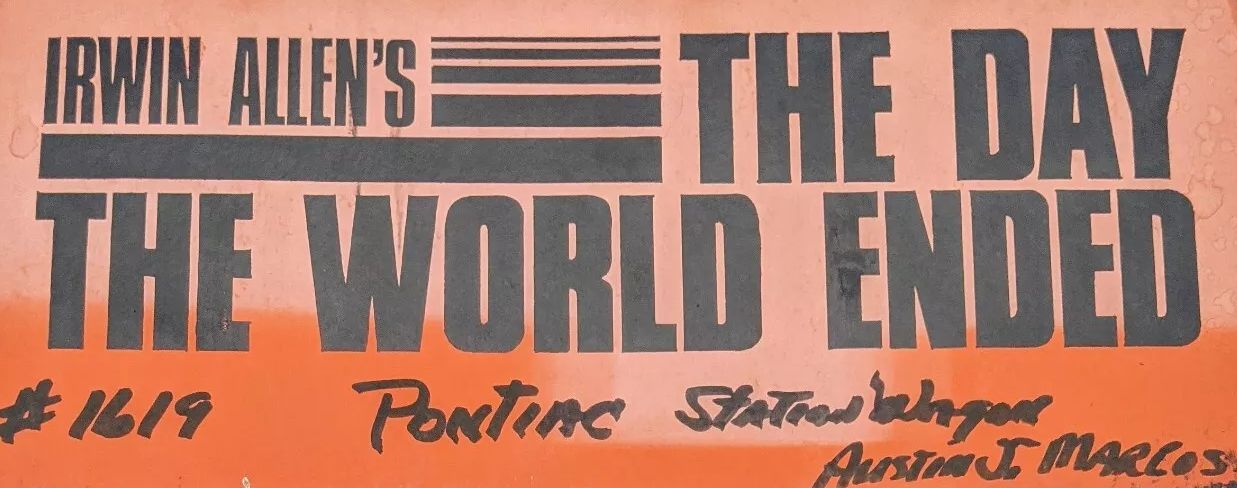 IRWIN ALLEN'S THE DAY
THE WORLD ENDED
# 1619 PONTIAC STATION WAGON
AUSTIN J. MARCOS